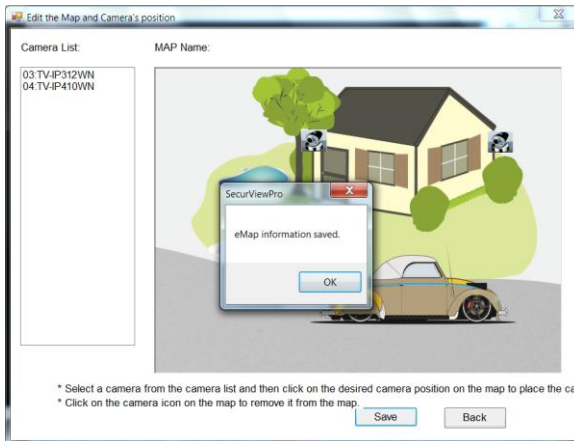 Edit the Map and Camera's position
Camera List:
MAP Name:
03:TV-IP312WN
04:TV-IP410WN
SecurViewPro
eMap information saved.
OK
* Select a camera from the camera list and then click on the desired camera position on the map to place the ca
* Click on the camera icon on the map to remove it from the map.
Save
Back